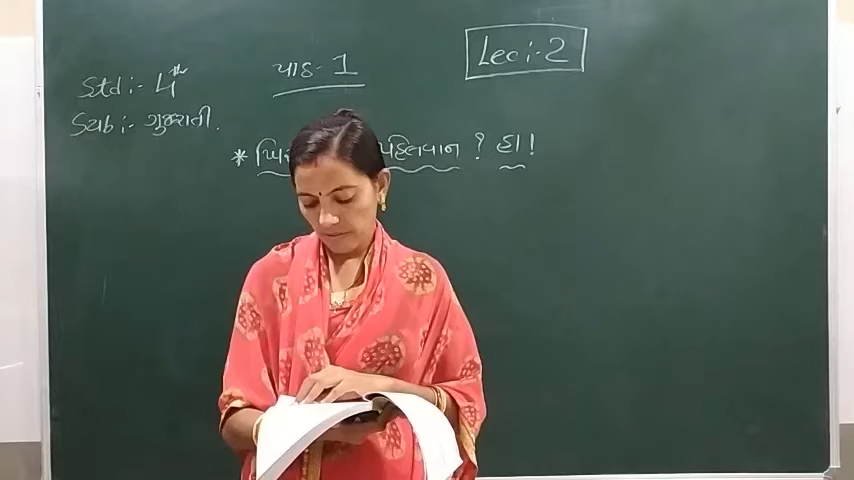 Lec :- 2
પાઠ - 1
Std :- 4th
Sub :- ગુજરાતી.
* પહિલવાન ? હા !